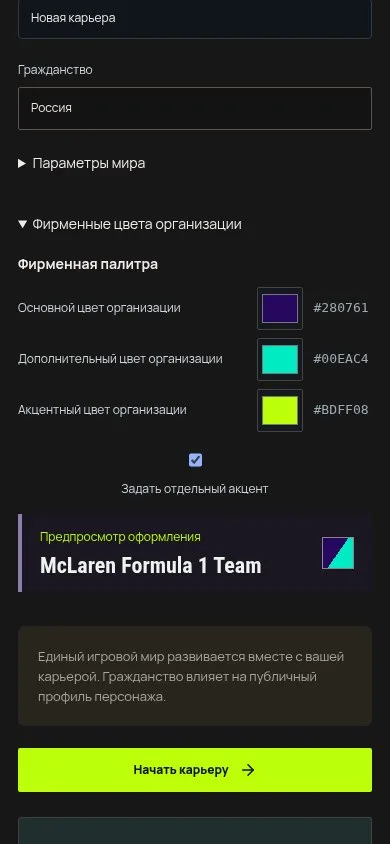 Новая карьера
Гражданство
Россия
Параметры мира
Фирменные цвета организации
Фирменная палитра
Основной цвет организации #280761
Дополнительный цвет организации #00EAC4
Акцентный цвет организации #BDFF08
Задать отдельный акцент
Предпросмотр оформления
McLaren Formula 1 Team
Единый игровой мир развивается вместе с вашей
карьерой. Гражданство влияет на публичный
профиль персонажа.
Начать карьеру →